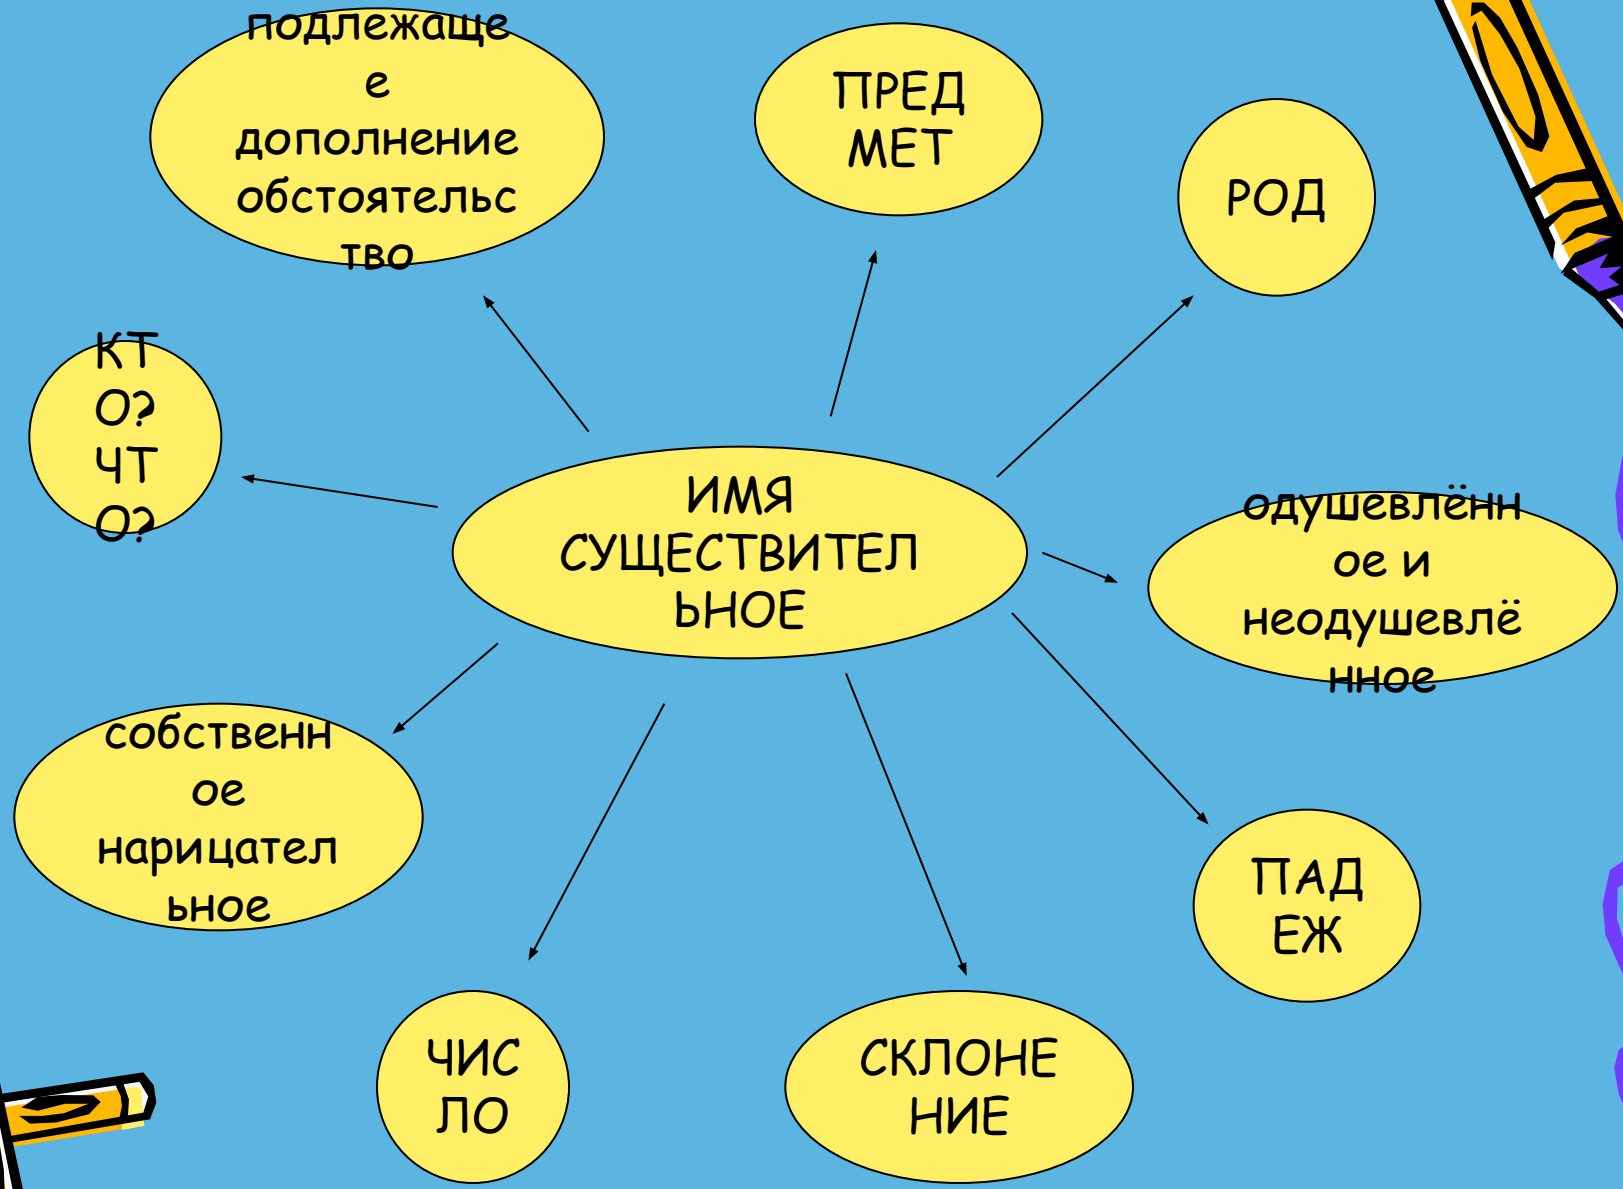 подлежаще
е
дополнение
обстоятельс
тво
ПРЕД
МЕТ
РОД
КТ
О?
ЧТ
О?
ИМЯ
СУЩЕСТВИТЕЛ
ЬНОЕ
одушевлённ
ое и
неодушевлё
нное
собственн
ое
нарицател
ьное
ПАД
ЕЖ
ЧИС
ЛО
СКЛОНЕ
НИЕ